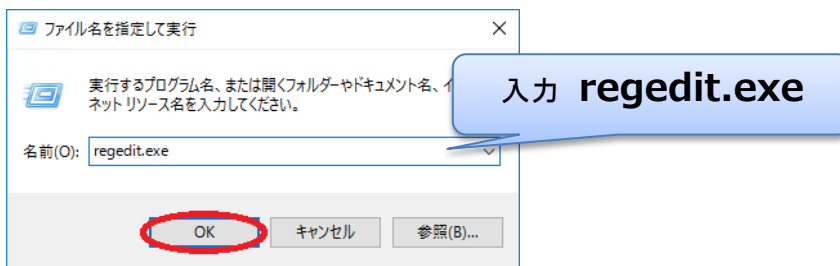 ファイル名を指定して実行
実行するプログラム名、または開くフォルダーやドキュメント名、
ネット リソース名を入力してください。
入力 regedit.exe
名前(O): regedit.exe
OK キャンセル 参照(B)...